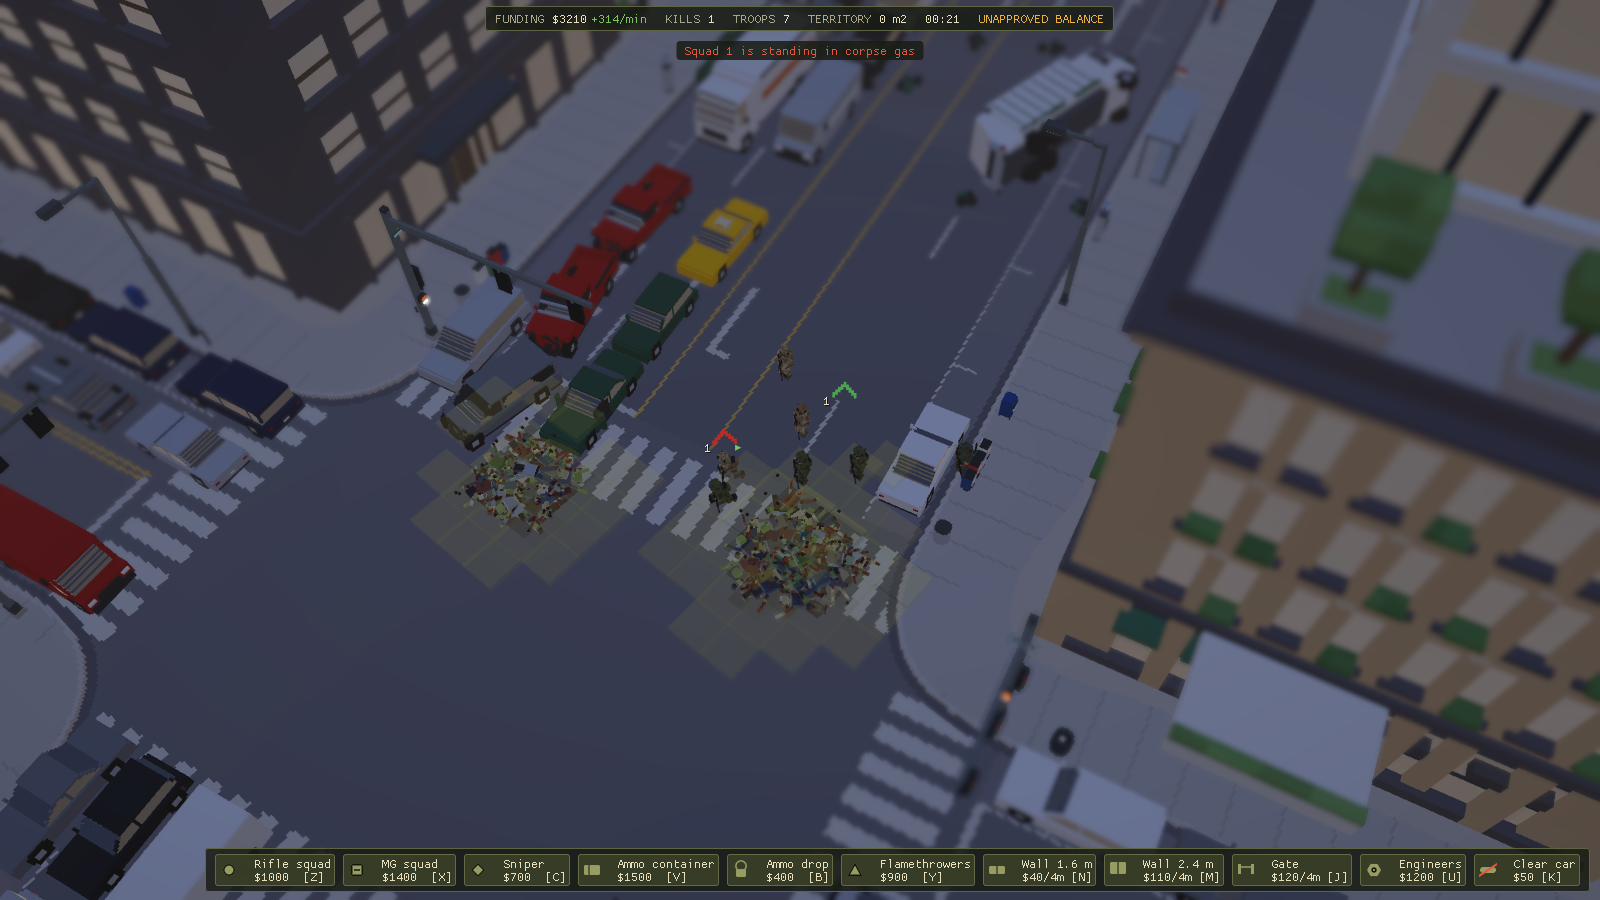 FUNDING $3210 +314/min KILLS 1 TROOPS 7 TERRITORY 0 m2 00:21 UNAPPROVED BALANCE
Squad 1 is standing in corpse gas
1
1
Rifle squad
$1000 [Z]
MG squad
$1400 [X]
Sniper
$700 [C]
Ammo container
$1500 [V]
Ammo drop
$400 [B]
Flamethrowers
$900 [Y]
Wall 1.6 m
$40/4m [N]
Wall 2.4 m
$110/4m [M]
Gate
$120/4m [J]
Engineers
$1200 [U]
Clear car
$50 [K]